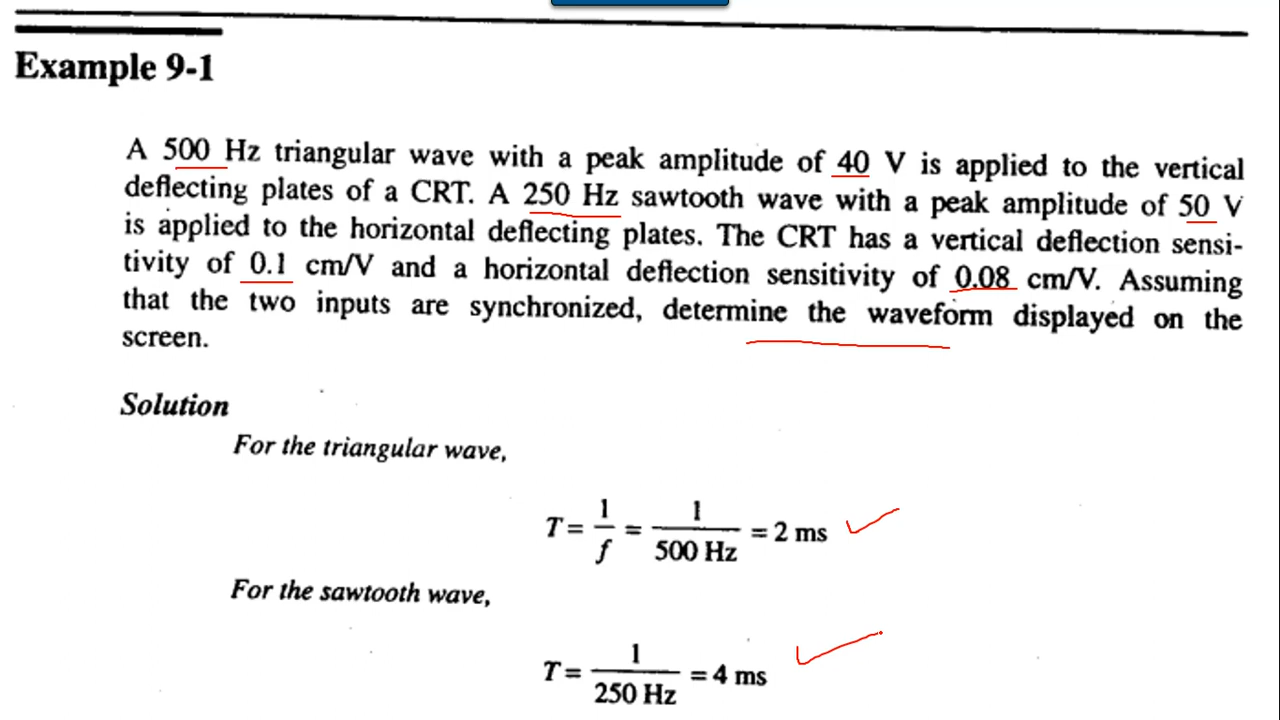 Example 9-1
A 500 Hz triangular wave with a peak amplitude of 40 V is applied to the vertical
deflecting plates of a CRT. A 250 Hz sawtooth wave with a peak amplitude of 50 V
is applied to the horizontal deflecting plates. The CRT has a vertical deflection sensi-
tivity of 0.1 cm/V and a horizontal deflection sensitivity of 0.08 cm/V. Assuming
that the two inputs are synchronized, determine the waveform displayed on the
screen.
Solution
For the triangular wave,
T = 1/f = 1/500 Hz = 2 ms
For the sawtooth wave,
T = 1/250 Hz = 4 ms